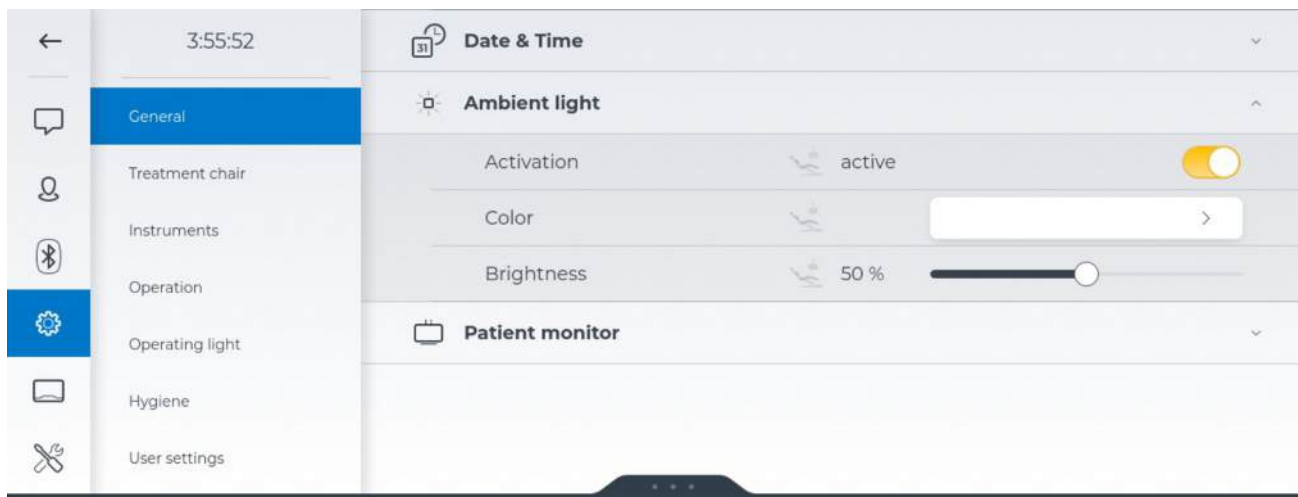 3:55:52
General
Treatment chair
Instruments
Operation
Operating light
Hygiene
User settings
31 Date & Time
Ambient light
Activation active
Color
Brightness 50 %
Patient monitor